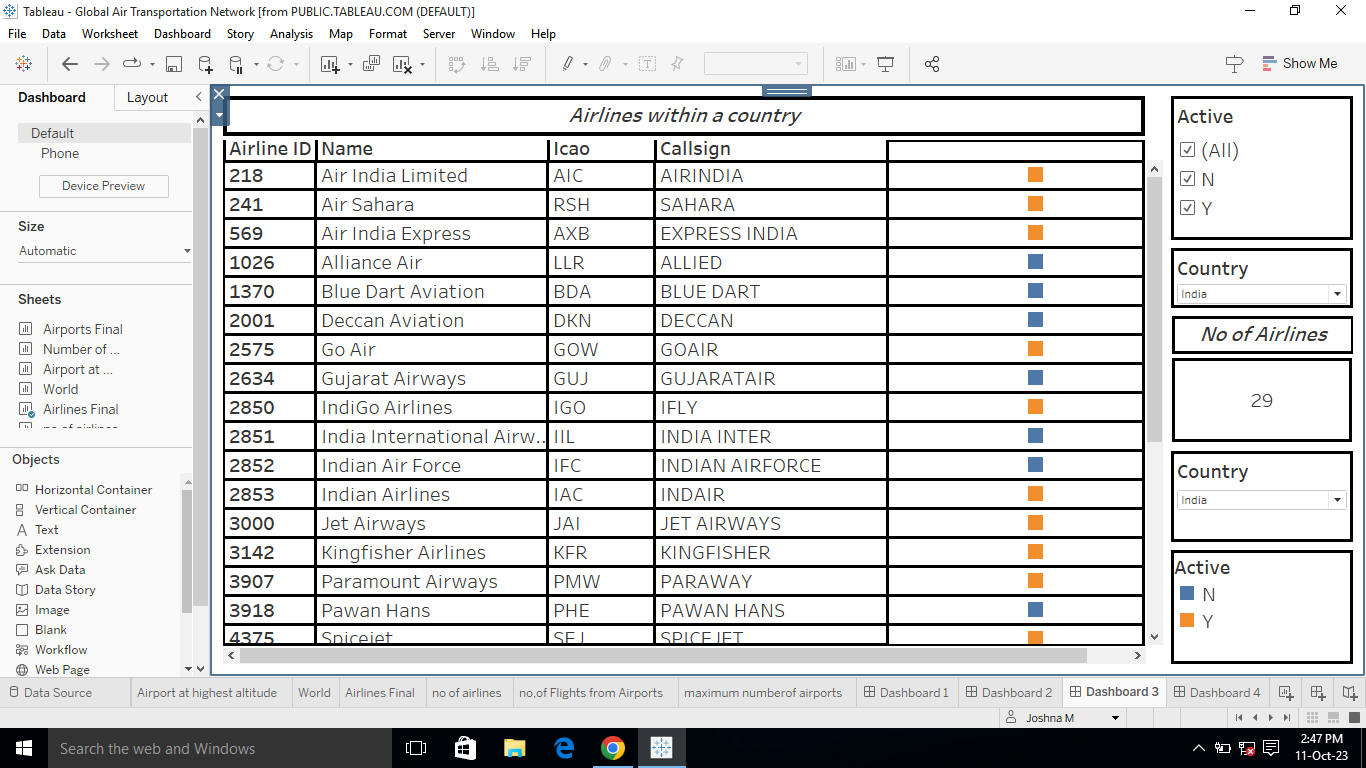 Tableau - Global Air Transportation Network [from PUBLIC.TABLEAU.COM (DEFAULT)]
File Data Worksheet Dashboard Story Analysis Map Format Server Window Help
Show Me
Dashboard Layout
Default
Phone
Device Preview
Size
Automatic
Sheets
Airports Final
Number of ...
Airport at ...
World
Airlines Final
Objects
Horizontal Container
Vertical Container
Text
Extension
Ask Data
Data Story
Image
Blank
Workflow
Web Page
Airlines within a country
Airline ID Name Icao Callsign
218 Air India Limited AIC AIRINDIA
241 Air Sahara RSH SAHARA
569 Air India Express AXB EXPRESS INDIA
1026 Alliance Air LLR ALLIED
1370 Blue Dart Aviation BDA BLUE DART
2001 Deccan Aviation DKN DECCAN
2575 Go Air GOW GOAIR
2634 Gujarat Airways GUJ GUJARATAIR
2850 IndiGo Airlines IGO IFLY
2851 India International Airw.. IIL INDIA INTER
2852 Indian Air Force IFC INDIAN AIRFORCE
2853 Indian Airlines IAC INDAIR
3000 Jet Airways JAI JET AIRWAYS
3142 Kingfisher Airlines KFR KINGFISHER
3907 Paramount Airways PMW PARAWAY
3918 Pawan Hans PHE PAWAN HANS
4375 Spicejet SEJ SPICEJET
Active
(All)
N
Y
Country
India
No of Airlines
29
Country
India
Active
N
Y
Data Source Airport at highest altitude World Airlines Final no of airlines no,of Flights from Airports maximum numberof airports Dashboard 1 Dashboard 2 Dashboard 3 Dashboard 4
Joshna M
Search the web and Windows
2:47 PM
11-Oct-23